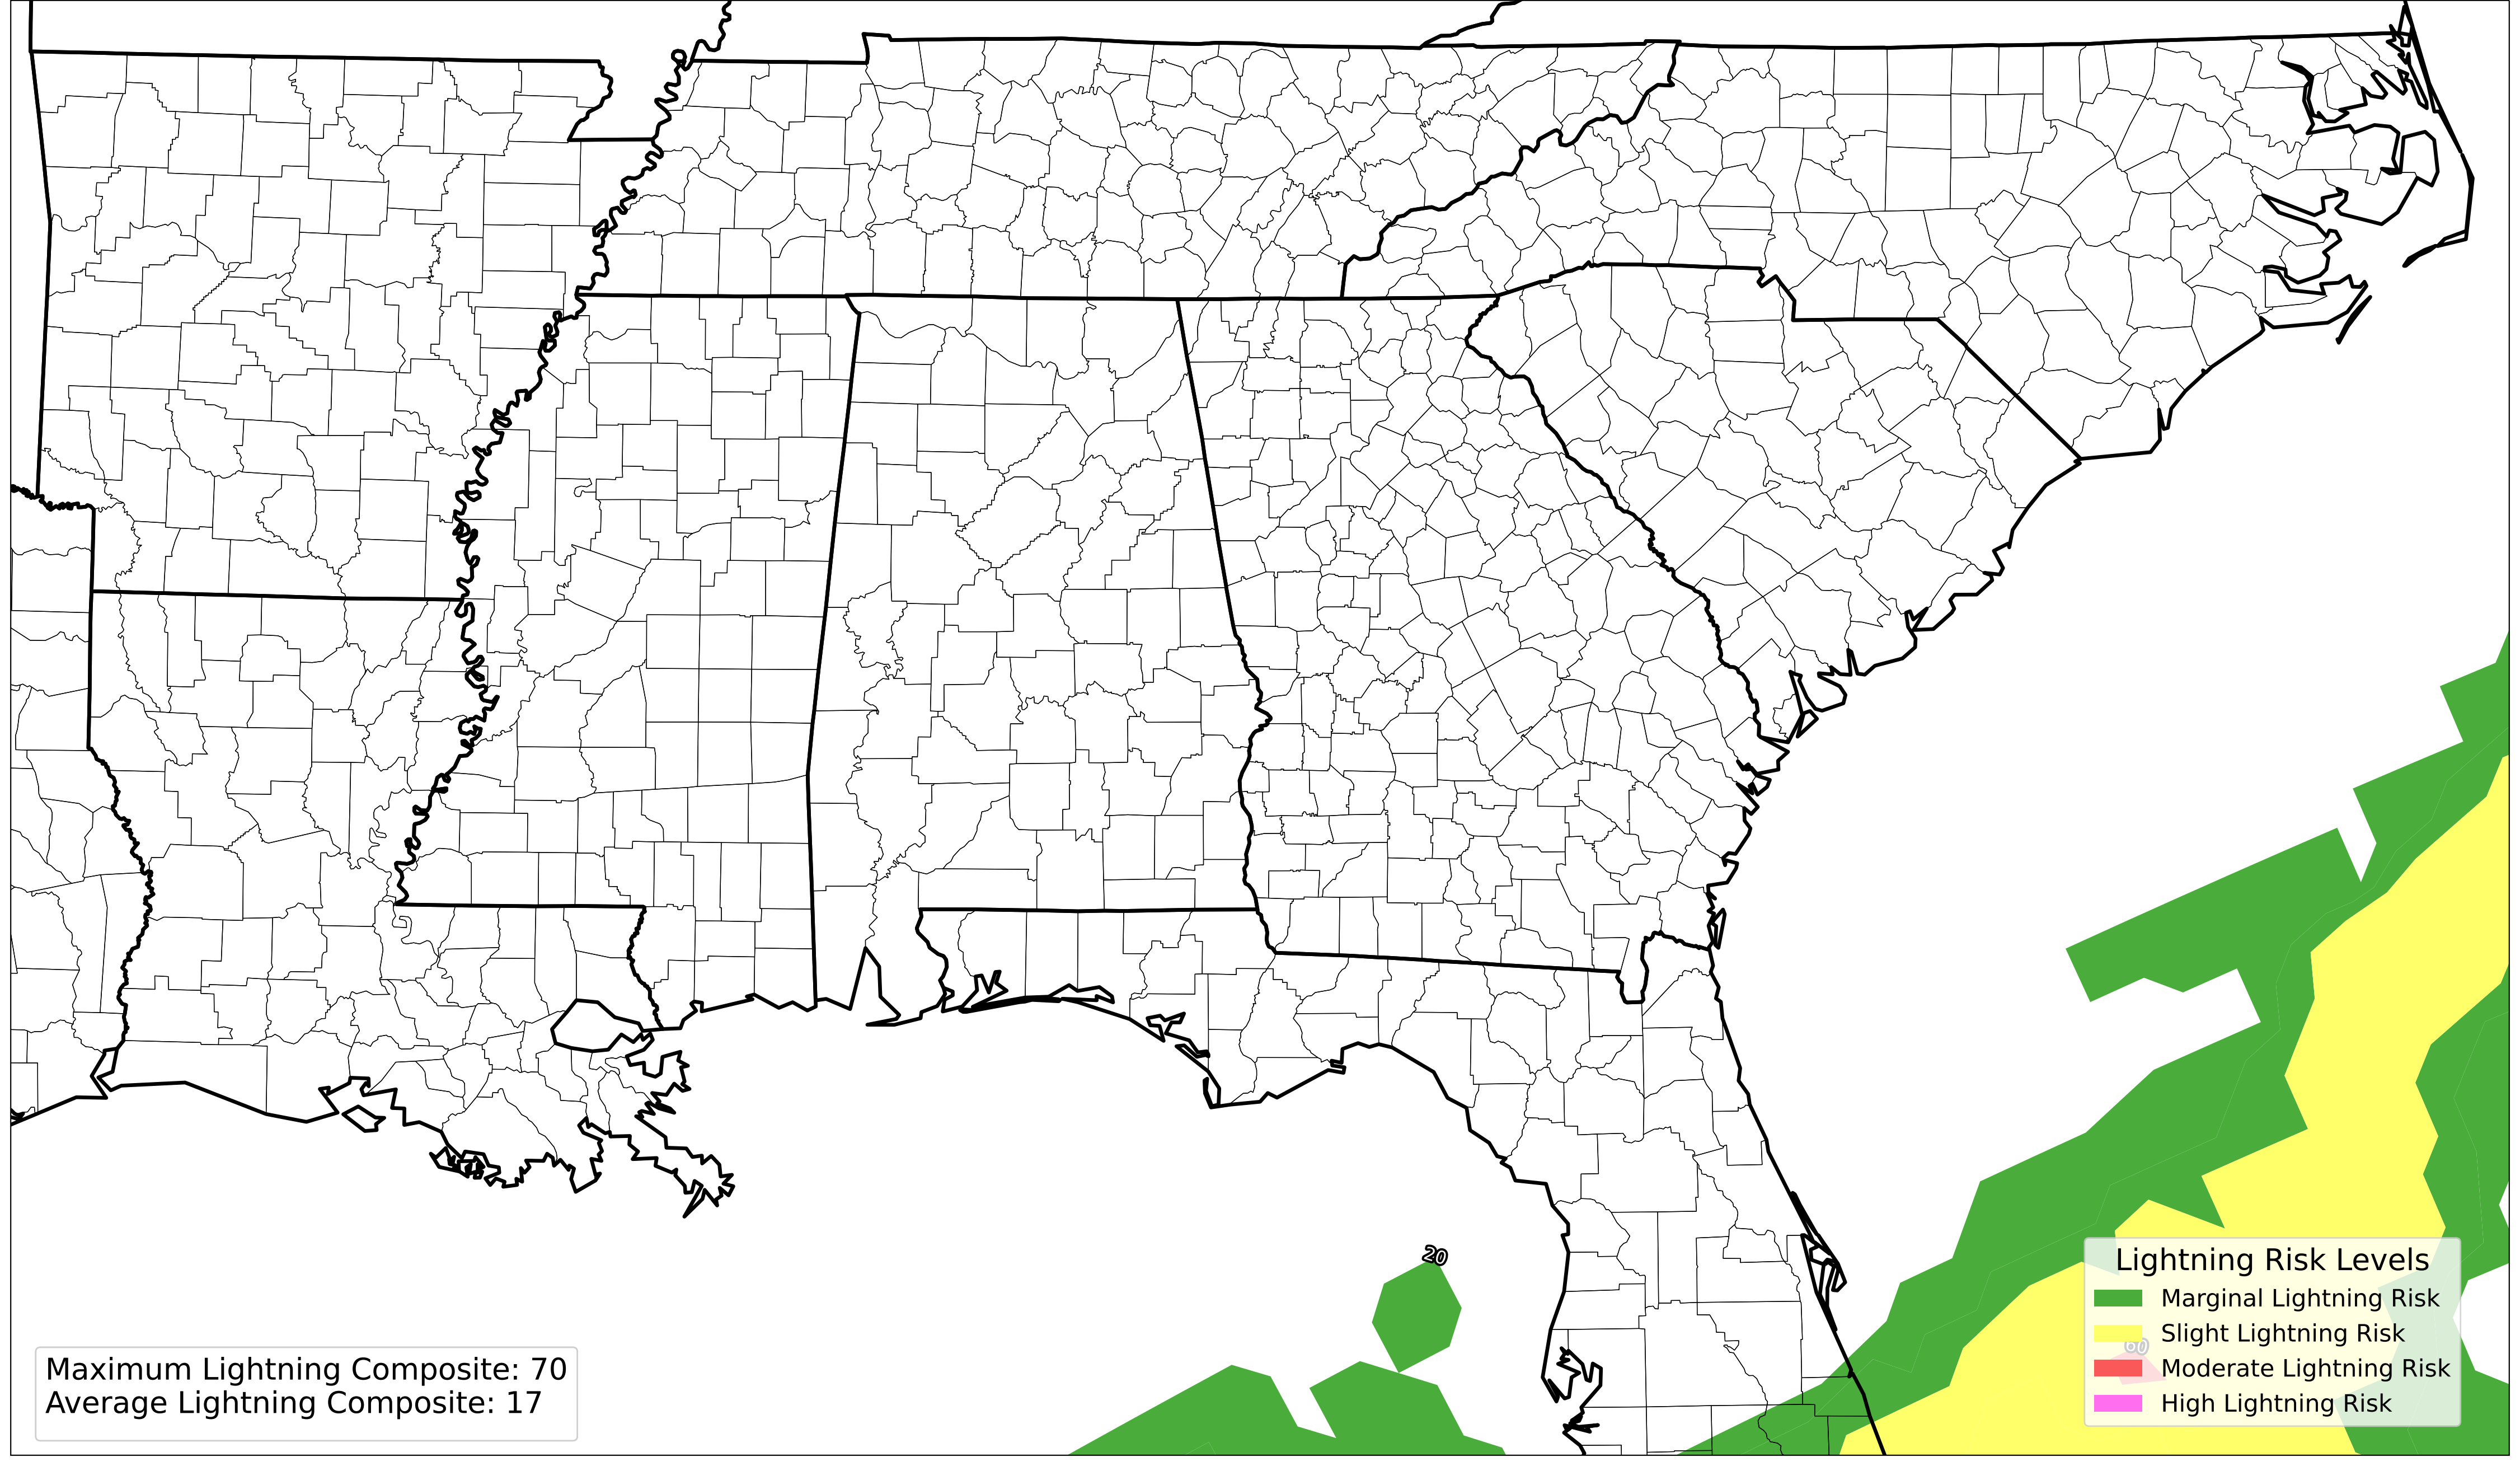 20
Lightning Risk Levels
Marginal Lightning Risk
Slight Lightning Risk
60
Moderate Lightning Risk
High Lightning Risk
Maximum Lightning Composite: 70
Average Lightning Composite: 17